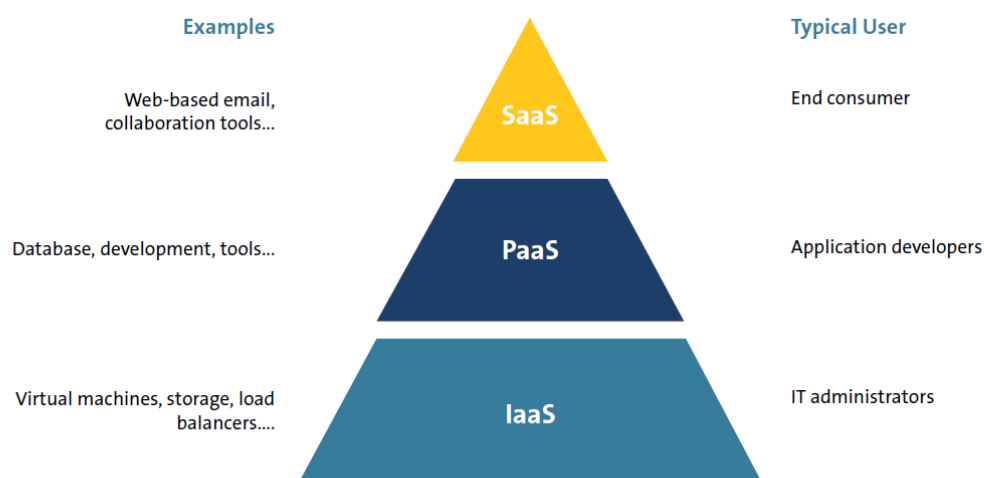 Examples
Typical User
Web-based email,
collaboration tools...
SaaS
End consumer
Database, development, tools...
PaaS
Application developers
Virtual machines, storage, load
balancers....
IaaS
IT administrators